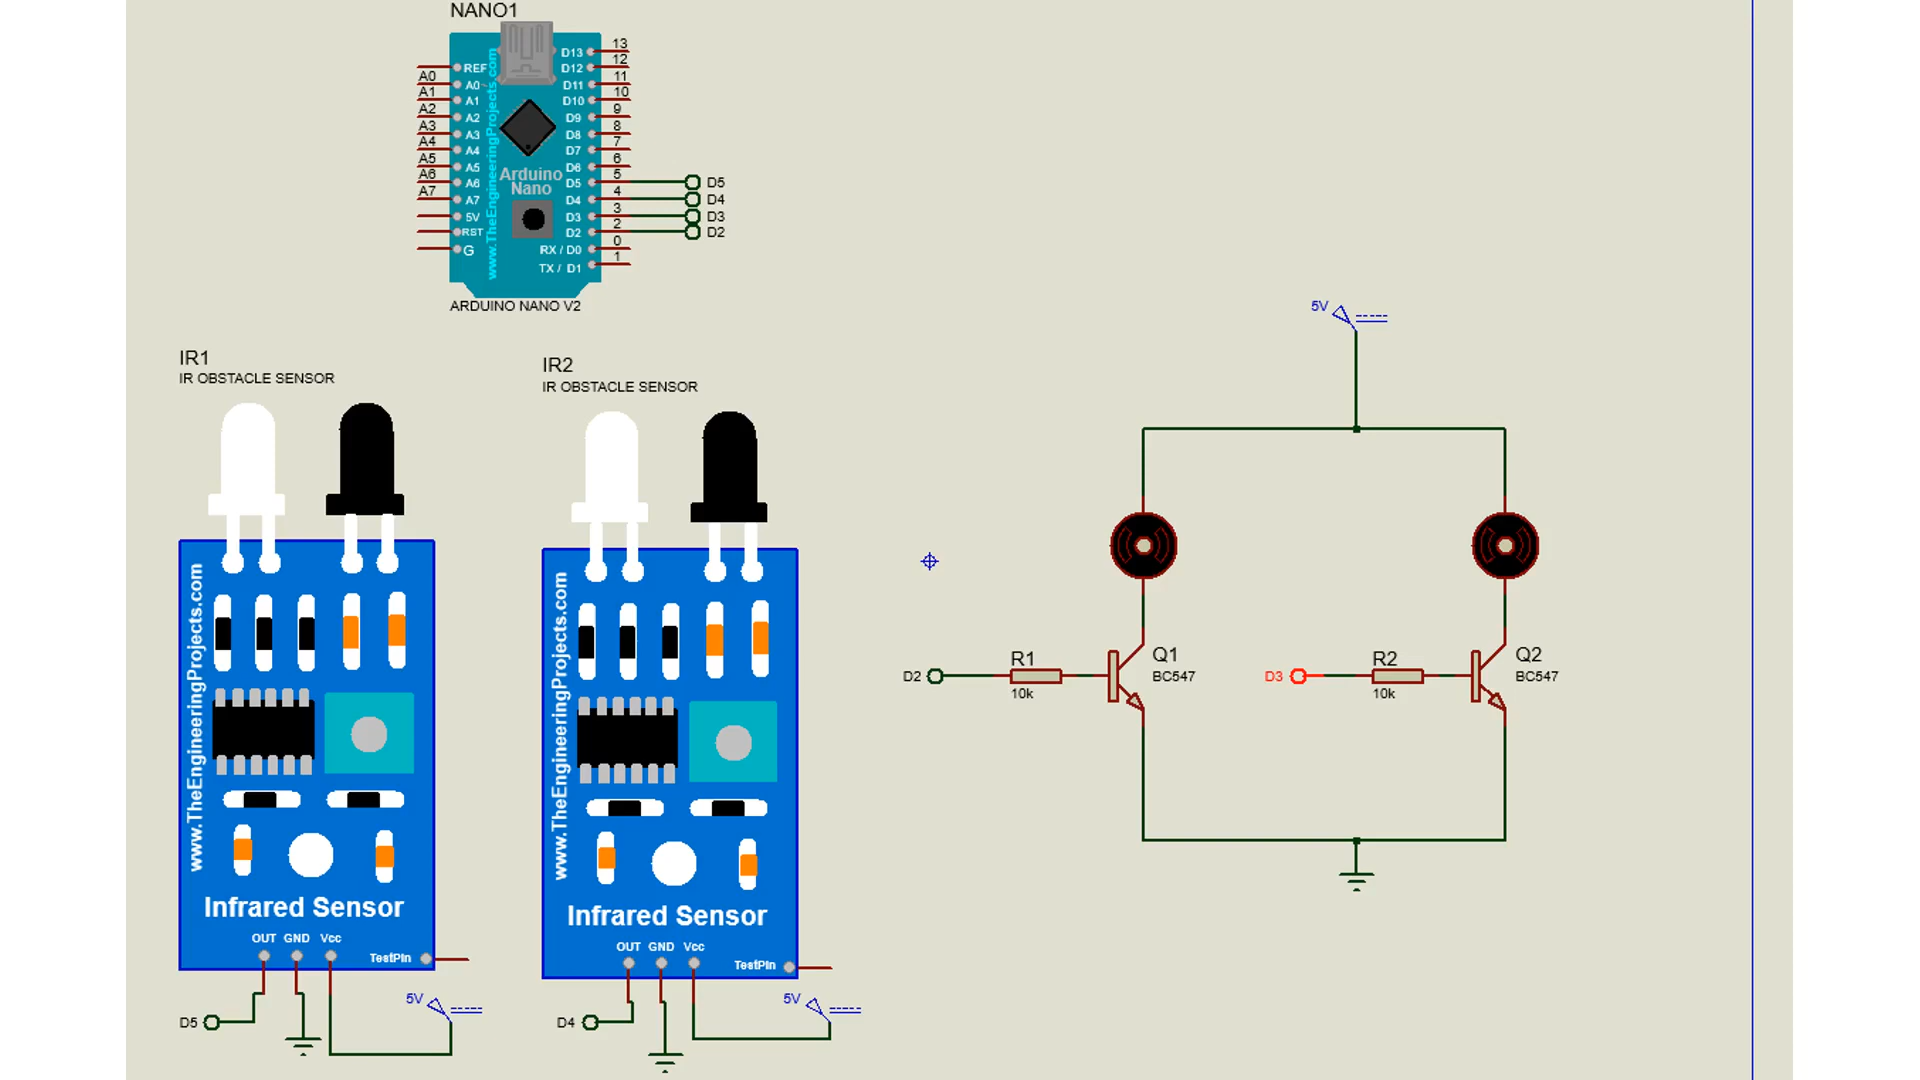 NANO1
www.TheEngineeringProjects.com
Arduino
Nano
REF
A0
A0
A1
A1
A2
A2
A3
A3
A4
A4
A5
A5
A6
A6
A7
A7
5V
RST
G
D13
13
D12
12
D11
11
D10
10
D9
9
D8
8
D7
7
D6
6
D5
5
D4
4
D3
3
D2
2
RX / D0
0
TX / D1
1
D5
D4
D3
D2
ARDUINO NANO V2
IR1
IR OBSTACLE SENSOR
www.TheEngineeringProjects.com
Infrared Sensor
OUT GND Vcc
TestPin
D5
5V
IR2
IR OBSTACLE SENSOR
www.TheEngineeringProjects.com
Infrared Sensor
OUT GND Vcc
TestPin
D4
5V
5V
D2
R1
10k
Q1
BC547
D3
R2
10k
Q2
BC547